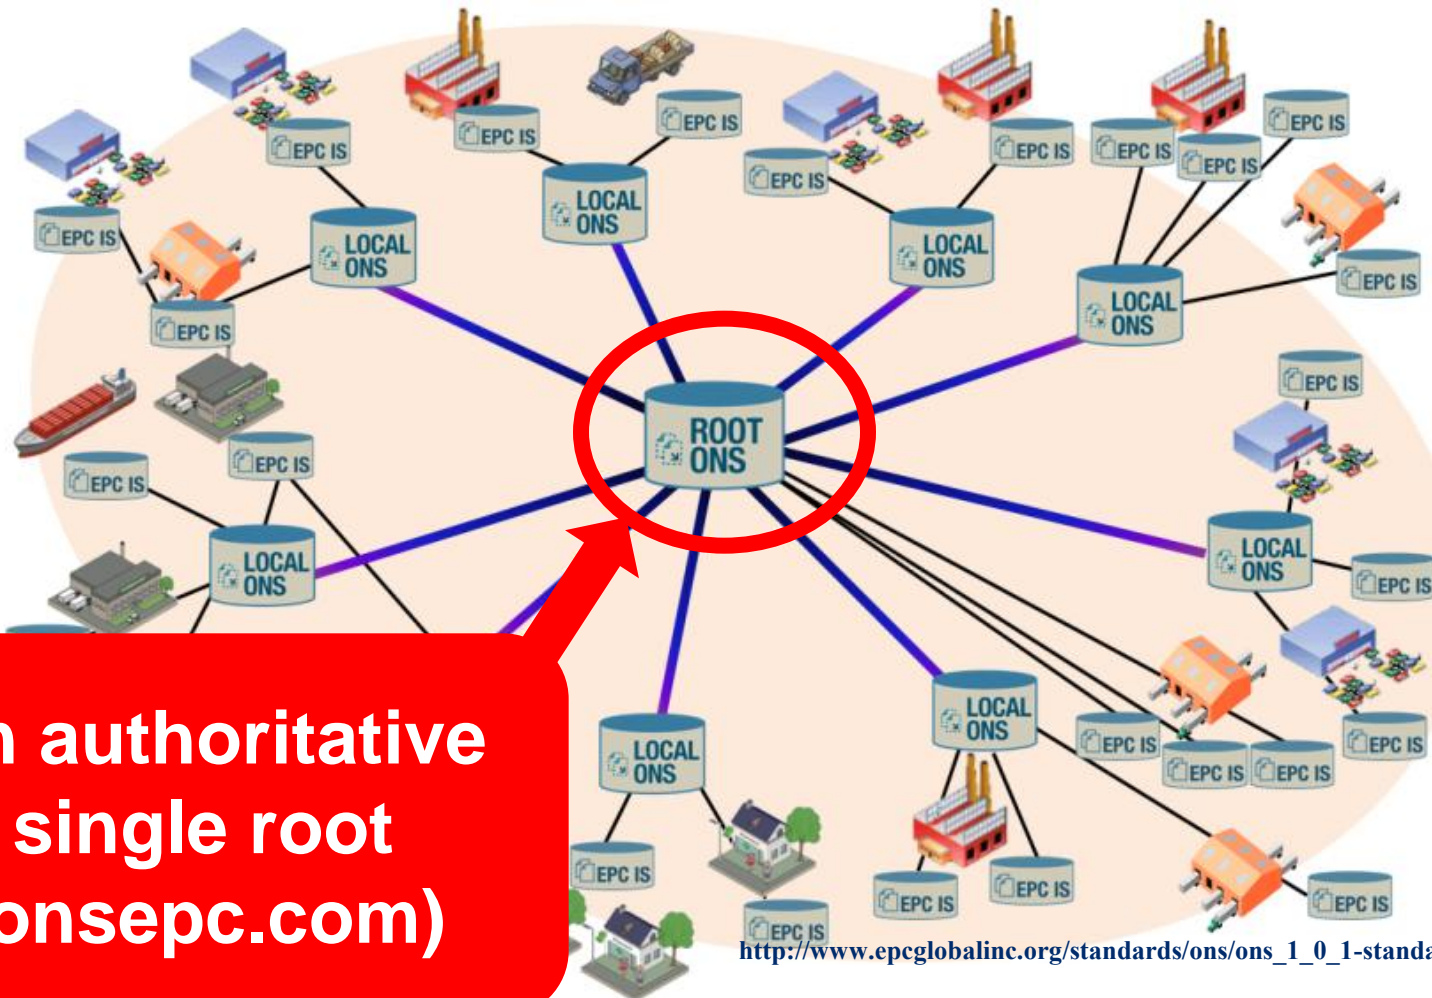 EPC IS
EPC IS
EPC IS
EPC IS
EPC IS
EPC IS
EPC IS
EPC IS
LOCAL
ONS
EPC IS
LOCAL
ONS
LOCAL
ONS
EPC IS
LOCAL
ONS
EPC IS
EPC IS
ROOT
ONS
EPC IS
EPC IS
LOCAL
ONS
LOCAL
ONS
EPC IS
LOCAL
ONS
EPC IS
EPC IS
LOCAL
ONS
EPC IS
EPC IS
n authoritative
single root
onsepc.com)
EPC IS
EPC IS
EPC IS
EPC IS
EPC IS
http://www.epcglobalinc.org/standards/ons/ons_1_0_1-standa